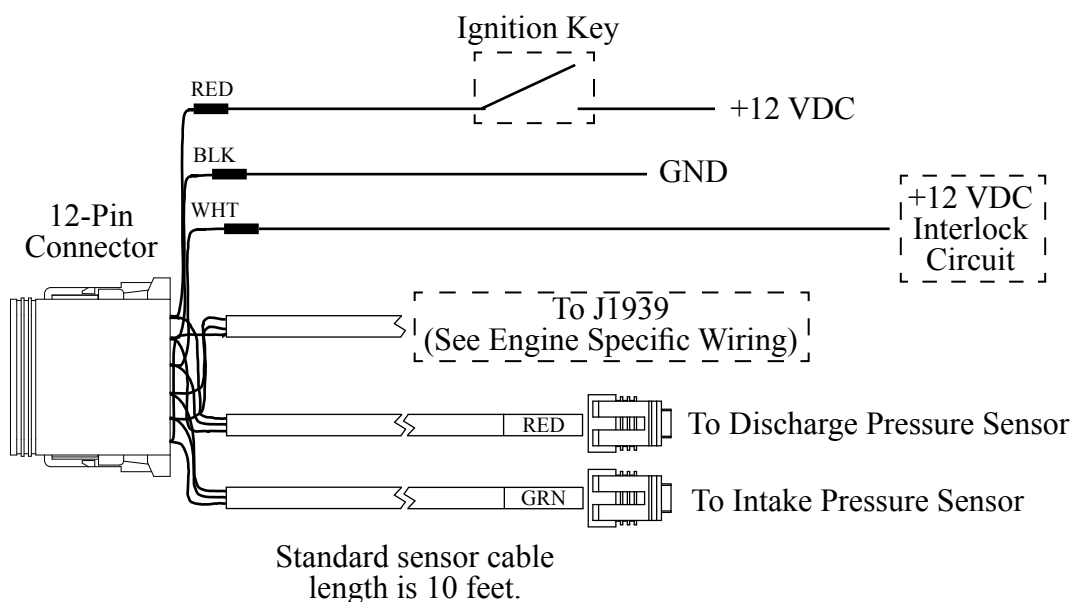 Ignition Key
RED
+12 VDC
BLK
GND
WHT
+12 VDC
Interlock
Circuit
12-Pin
Connector
To J1939
(See Engine Specific Wiring)
RED
To Discharge Pressure Sensor
GRN
To Intake Pressure Sensor
Standard sensor cable
length is 10 feet.